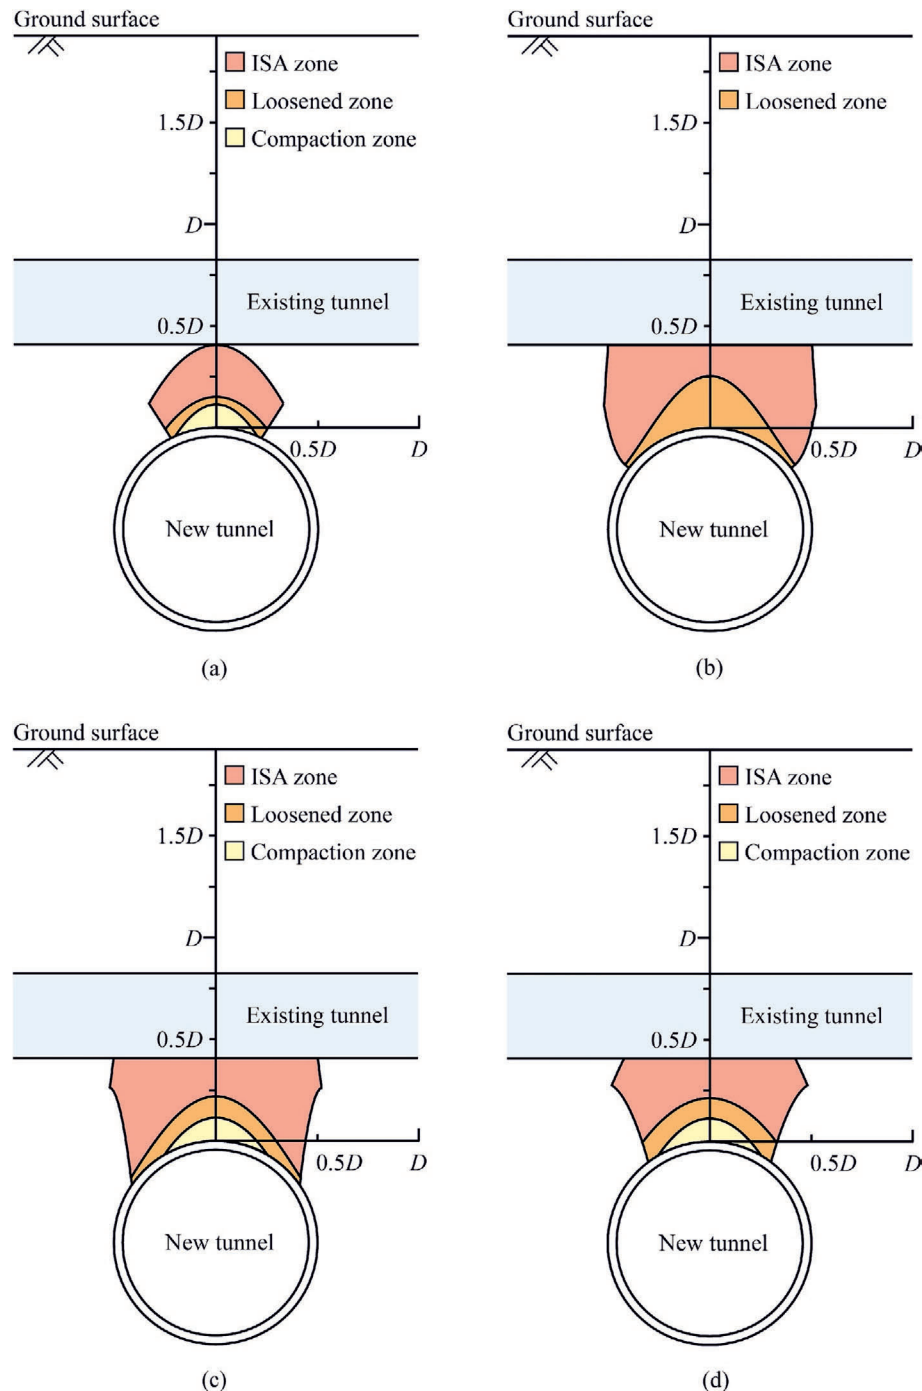 Ground surface
ISA zone
Loosened zone
Compaction zone
1.5D
D
Existing tunnel
0.5D
0.5D
D
New tunnel
(a)
Ground surface
ISA zone
Loosened zone
1.5D
D
Existing tunnel
0.5D
0.5D
D
New tunnel
(b)
Ground surface
ISA zone
Loosened zone
Compaction zone
1.5D
D
Existing tunnel
0.5D
0.5D
D
New tunnel
(c)
Ground surface
ISA zone
Loosened zone
Compaction zone
1.5D
D
Existing tunnel
0.5D
0.5D
D
New tunnel
(d)